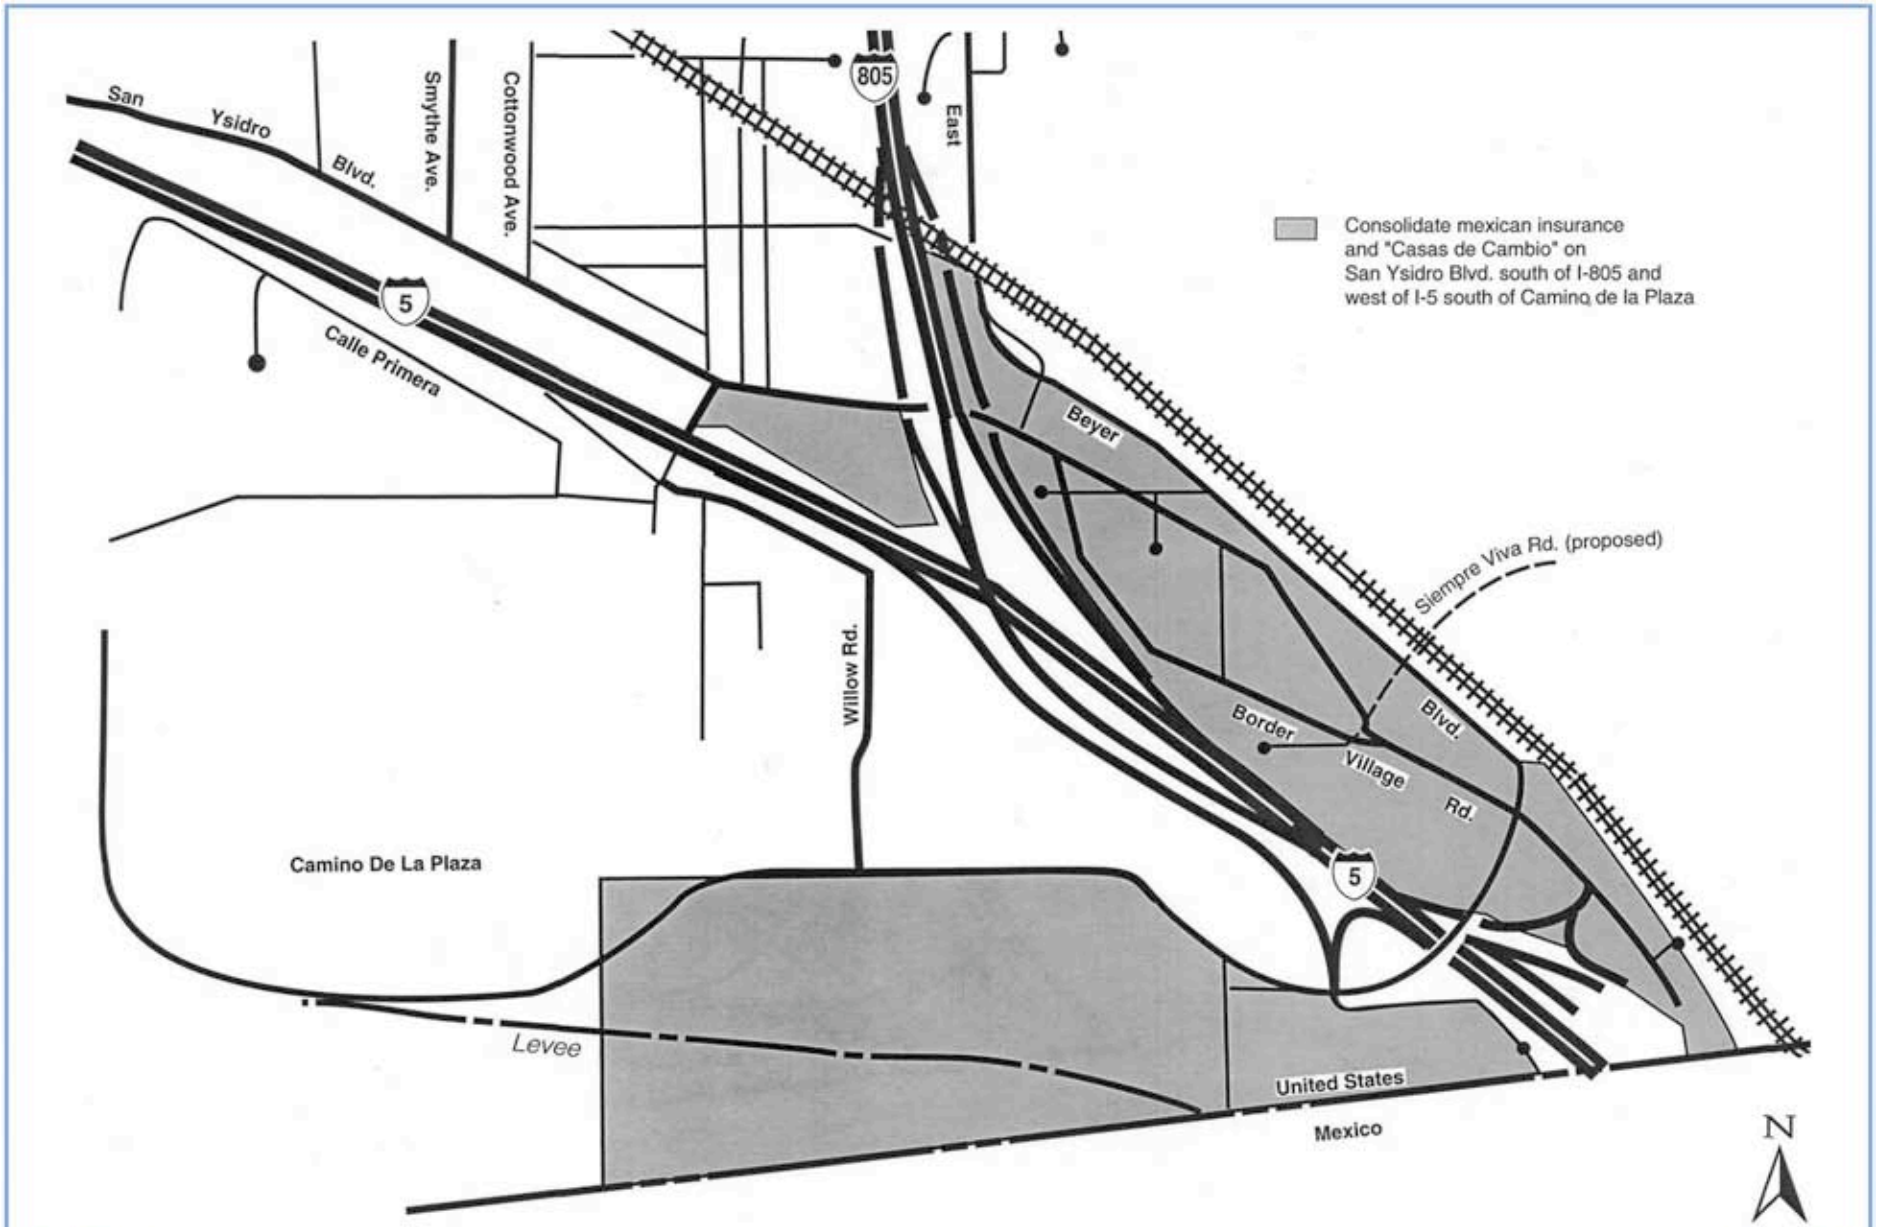 San
Ysidro
Blvd.
Smythe Ave.
Cottonwood Ave.
805
East
Consolidate mexican insurance
and "Casas de Cambio" on
San Ysidro Blvd. south of I-805 and
west of I-5 south of Camino de la Plaza
5
Calle Primera
Beyer
Siempre Viva Rd. (proposed)
Willow Rd.
Border
Village
Rd.
Blvd.
Camino De La Plaza
5
Levee
United States
Mexico
N